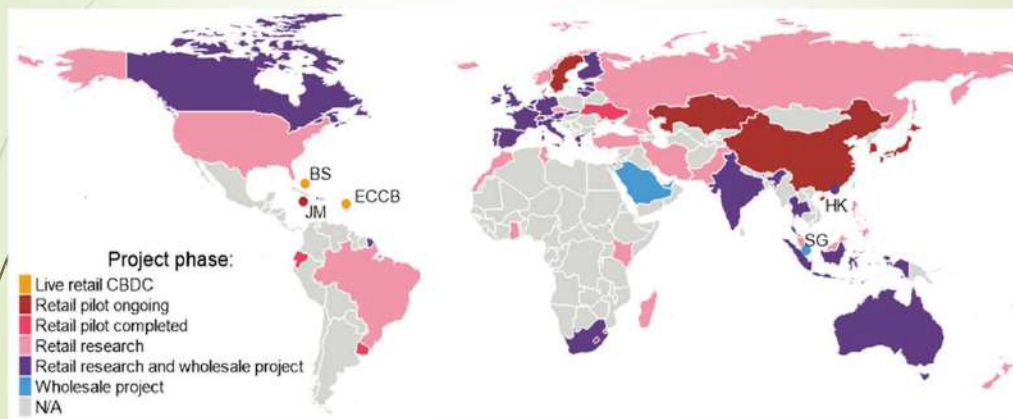 BS
ECCB
JM
HK
SG
Project phase:
Live retail CBDC
Retail pilot ongoing
Retail pilot completed
Retail research
Retail research and wholesale project
Wholesale project
N/A